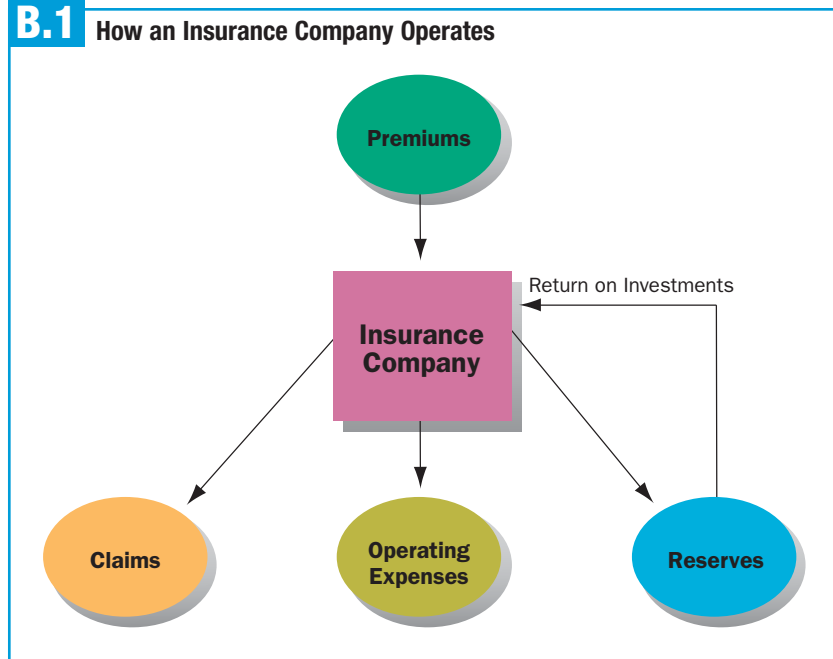 B.1 How an Insurance Company Operates
Premiums
Return on Investments
Insurance
Company
Claims
Operating
Expenses
Reserves